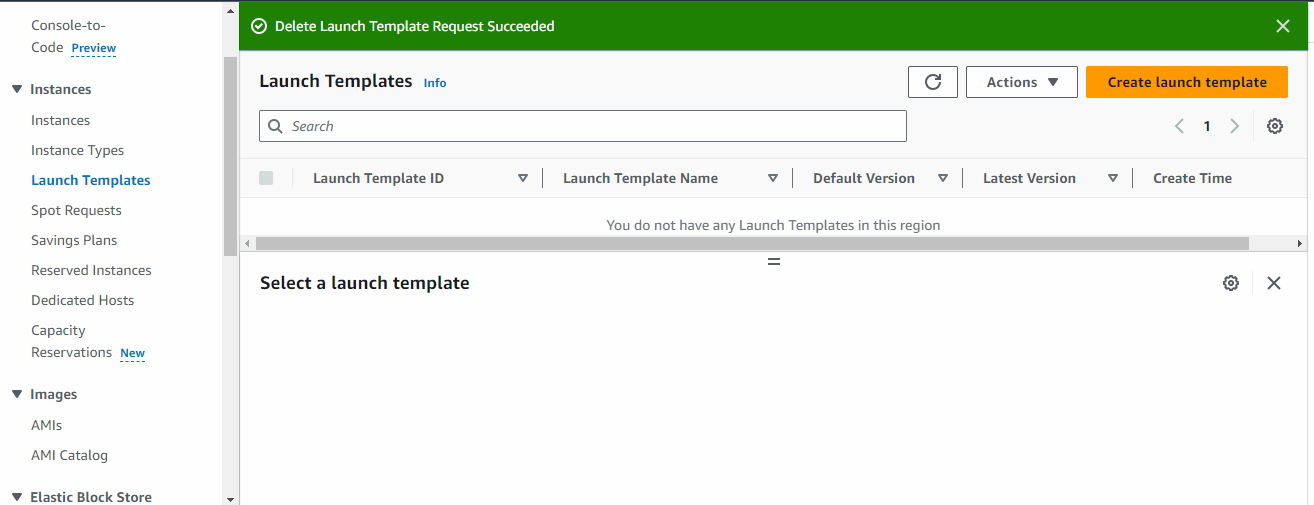 Console-to-
Code Preview
Instances
Instances
Instance Types
Launch Templates
Spot Requests
Savings Plans
Reserved Instances
Dedicated Hosts
Capacity
Reservations New
Images
AMIs
AMI Catalog
Elastic Block Store
Delete Launch Template Request Succeeded
Launch Templates Info
Actions
Create launch template
Search
1
Launch Template ID Launch Template Name Default Version Latest Version Create Time
You do not have any Launch Templates in this region
Select a launch template